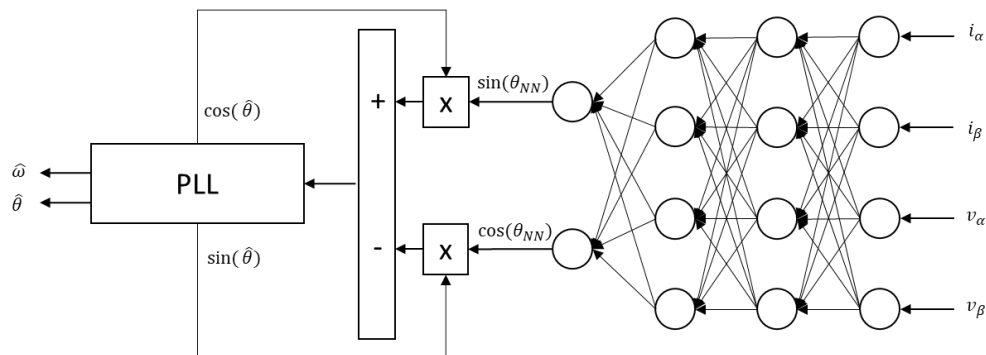 i_α
sin(θ_NN)
x
+
cos(θ̂)
i_β
ω̂
PLL
θ̂
v_α
cos(θ_NN)
x
-
sin(θ̂)
v_β